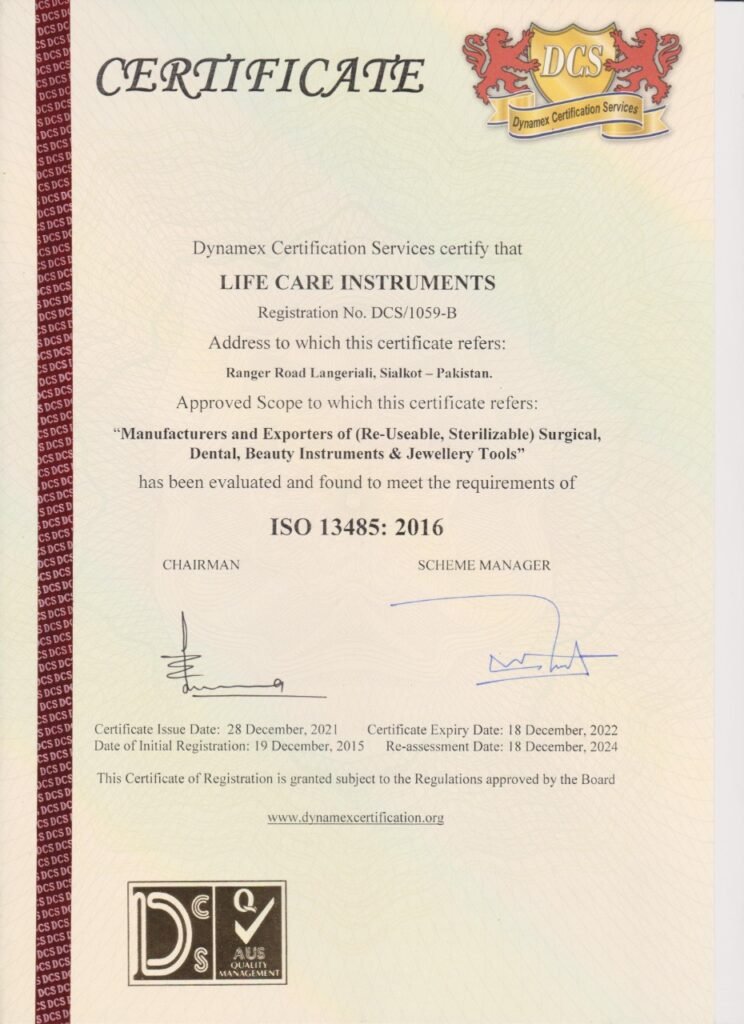 CERTIFICATE
DCS
Dynamex Certification Services
Dynamex Certification Services certify that
LIFE CARE INSTRUMENTS
Registration No. DCS/1059-B
Address to which this certificate refers:
Ranger Road Langeriali, Sialkot – Pakistan.
Approved Scope to which this certificate refers:
“Manufacturers and Exporters of (Re-Useable, Sterilizable) Surgical,
Dental, Beauty Instruments & Jewellery Tools”
has been evaluated and found to meet the requirements of
ISO 13485: 2016
CHAIRMAN SCHEME MANAGER
Certificate Issue Date: 28 December, 2021 Certificate Expiry Date: 18 December, 2022
Date of Initial Registration: 19 December, 2015 Re-assessment Date: 18 December, 2024
This Certificate of Registration is granted subject to the Regulations approved by the Board
www.dynamexcertification.org
DCS
Q
AUS
QUALITY
MANAGEMENT